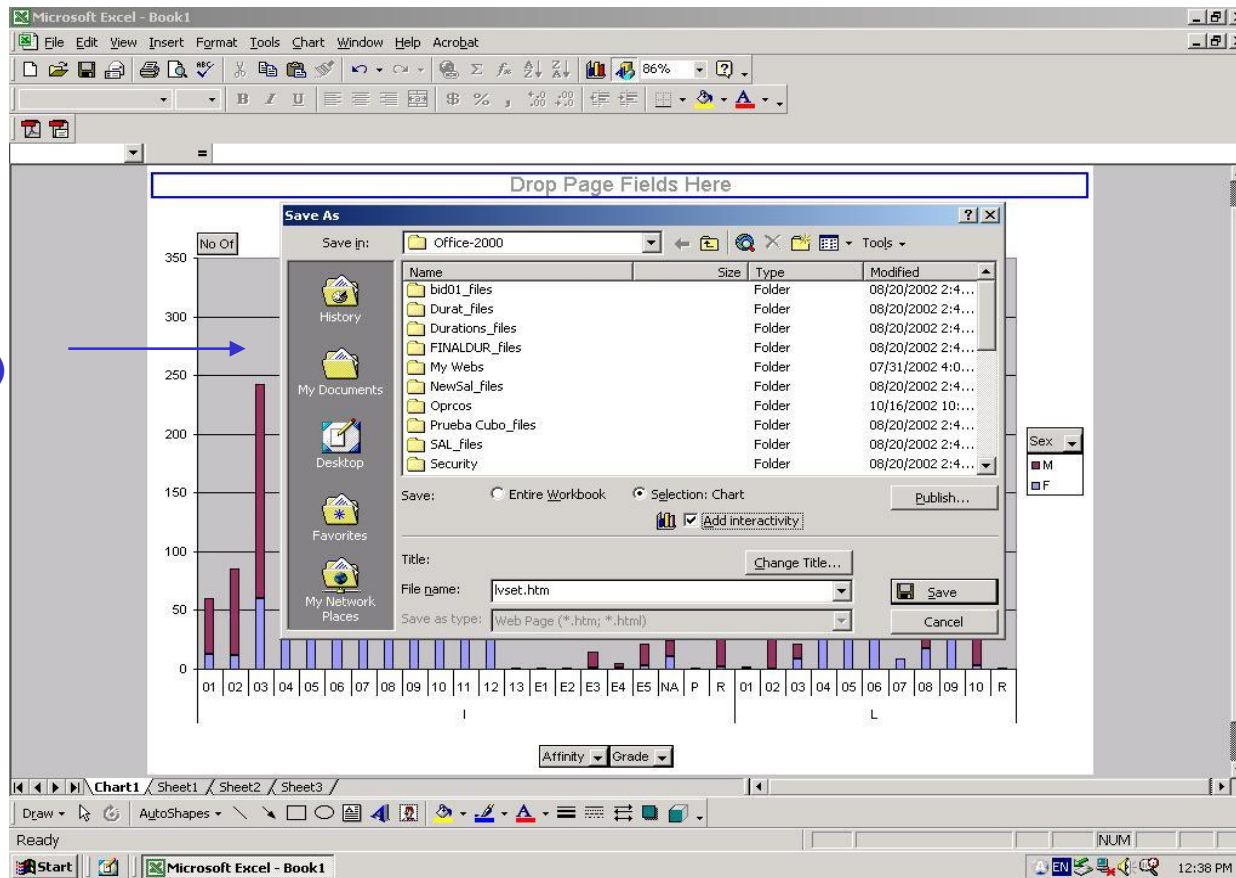 Microsoft Excel - Book1
File Edit View Insert Format Tools Chart Window Help Acrobat
86%
B I U $ % ,
=
Drop Page Fields Here
Save As
Save in: Office-2000 Tools
Name Size Type Modified
bid01_files Folder 08/20/2002 2:4...
Durat_files Folder 08/20/2002 2:4...
Durations_files Folder 08/20/2002 2:4...
FINALDUR_files Folder 08/20/2002 2:4...
My Webs Folder 07/31/2002 4:0...
NewSal_files Folder 08/20/2002 2:4...
Oprcos Folder 10/16/2002 10:...
Prueba Cubo_files Folder 08/20/2002 2:4...
SAL_files Folder 08/20/2002 2:4...
Security Folder 08/20/2002 2:4...
History
My Documents
Desktop
Favorites
My Network
Places
Save: Entire Workbook Selection: Chart Publish...
Add interactivity
Title: Change Title...
File name: lvset.htm Save
Save as type: Web Page (*.htm; *.html) Cancel
No Of
350
300
250
200
150
100
50
0
Sex
M
F
01 02 03 04 05 06 07 08 09 10 11 12 13 E1 E2 E3 E4 E5 NA P R 01 02 03 04 05 06 07 08 09 10 R
I L
Affinity Grade
Chart1 Sheet1 Sheet2 Sheet3
Draw AutoShapes
Ready NUM
Start Microsoft Excel - Book1 EN 12:38 PM